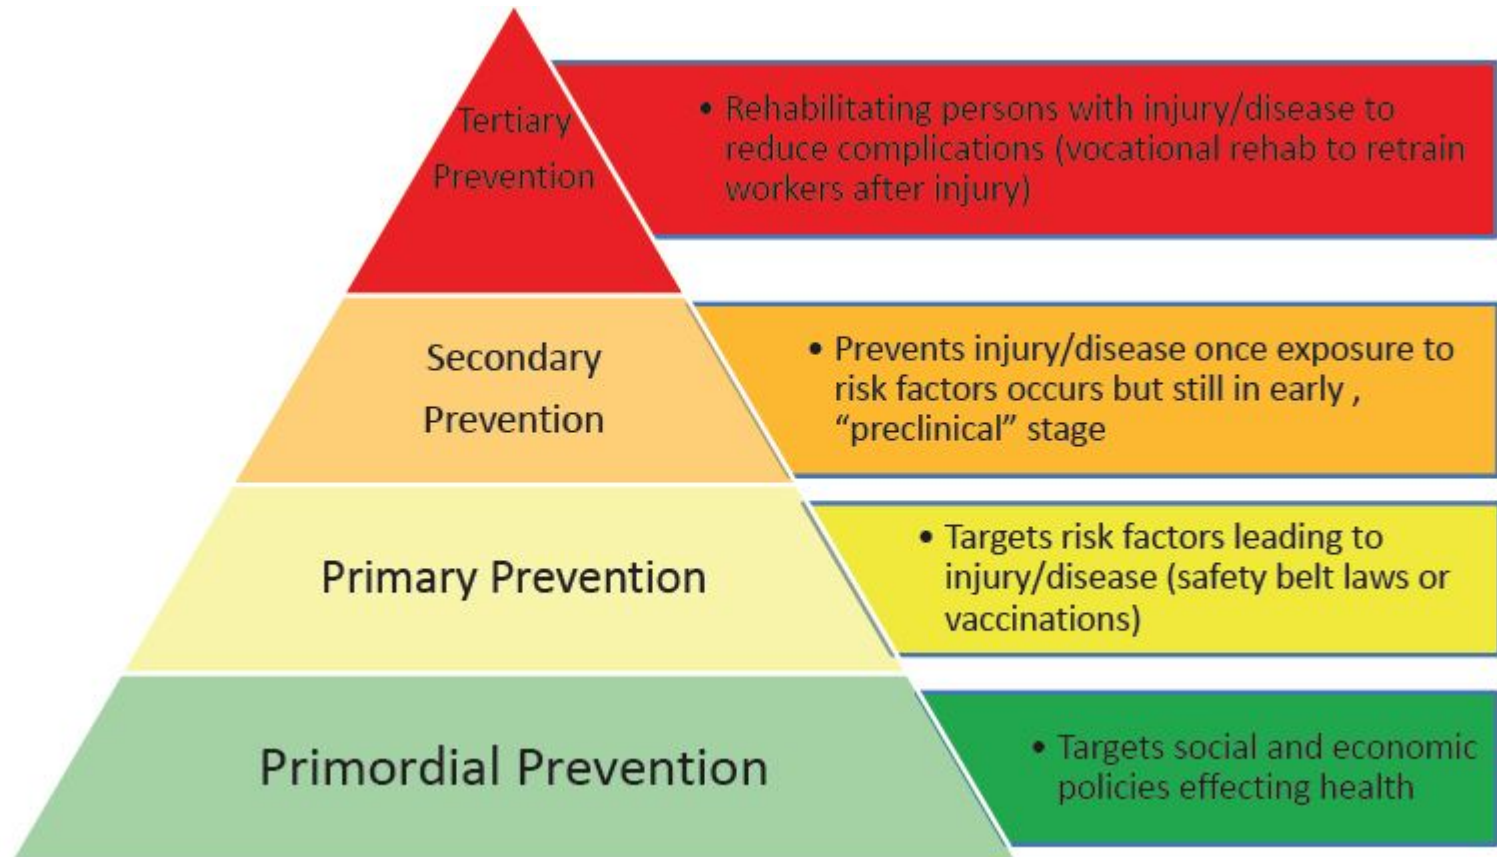 Tertiary
Prevention
• Rehabilitating persons with injury/disease to
reduce complications (vocational rehab to retrain
workers after injury)
Secondary
Prevention
• Prevents injury/disease once exposure to
risk factors occurs but still in early ,
“preclinical” stage
Primary Prevention
• Targets risk factors leading to
injury/disease (safety belt laws or
vaccinations)
Primordial Prevention
• Targets social and economic
policies effecting health